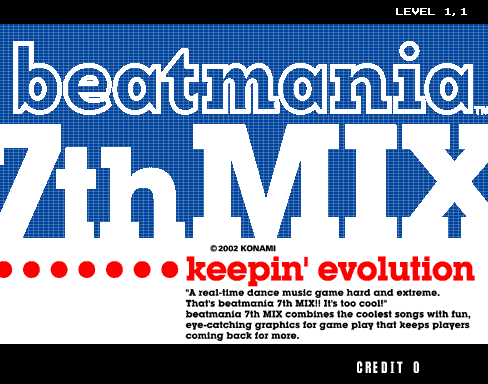 LEVEL 1,1
beatmania™
7th MIX
©2002 KONAMI
keepin' evolution
"A real-time dance music game hard and extreme.
That's beatmania 7th MIX!! It's too cool!"
beatmania 7th MIX combines the coolest songs with fun,
eye-catching graphics for game play that keeps players
coming back for more.
CREDIT 0